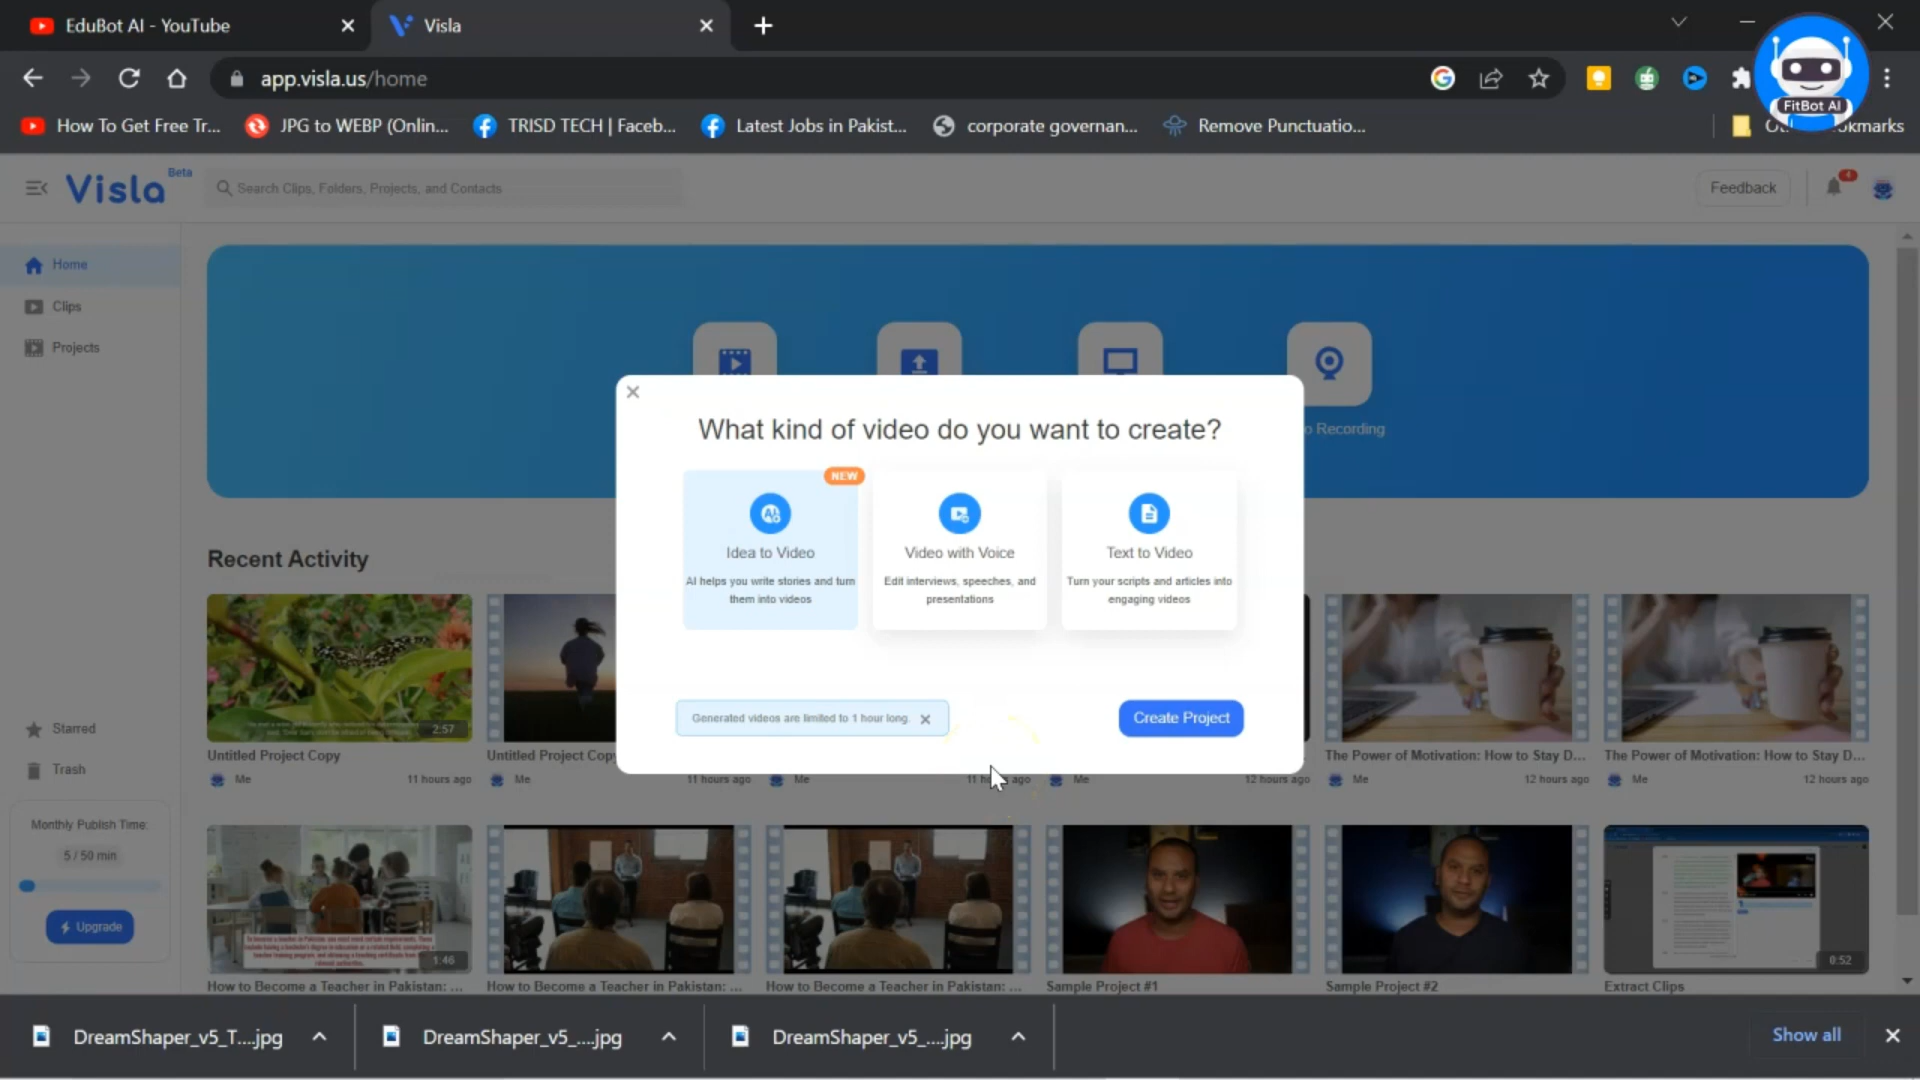 EduBot AI - YouTube
Visla
app.visla.us/home
FitBot AI
How To Get Free Tr...
JPG to WEBP (Onlin...
TRISD TECH | Faceb...
Latest Jobs in Pakist...
corporate governan...
Remove Punctuatio...
Visla Beta
Search Clips, Folders, Projects, and Contacts
Feedback
4
Home
Clips
Projects
Starred
Trash
Monthly Publish Time:
5 / 50 min
Upgrade
o Recording
What kind of video do you want to create?
NEW
Idea to Video
AI helps you write stories and turn
them into videos
Video with Voice
Edit interviews, speeches, and
presentations
Text to Video
Turn your scripts and articles into
engaging videos
Generated videos are limited to 1 hour long.
Create Project
Recent Activity
2:57
Untitled Project Copy
Me
11 hours ago
Untitled Project Cop
Me
11 hours ago
Me
Me
12 hours ago
The Power of Motivation: How to Stay D...
Me
12 hours ago
The Power of Motivation: How to Stay D...
Me
12 hours ago
1:46
0:52
How to Become a Teacher in Pakistan: ...
How to Become a Teacher in Pakistan: ...
How to Become a Teacher in Pakistan: ...
Sample Project #1
Sample Project #2
Extract Clips
DreamShaper_v5_T....jpg
DreamShaper_v5_....jpg
DreamShaper_v5_....jpg
Show all